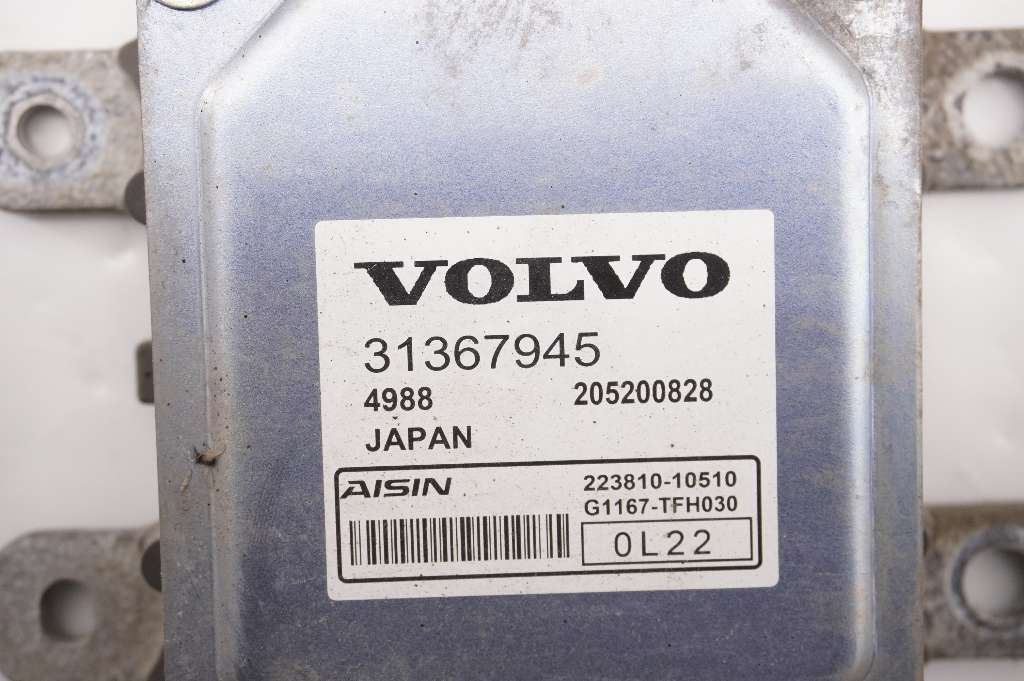 VOLVO
31367945
4988 205200828
JAPAN
AISIN 223810-10510
G1167-TFH030
0L22